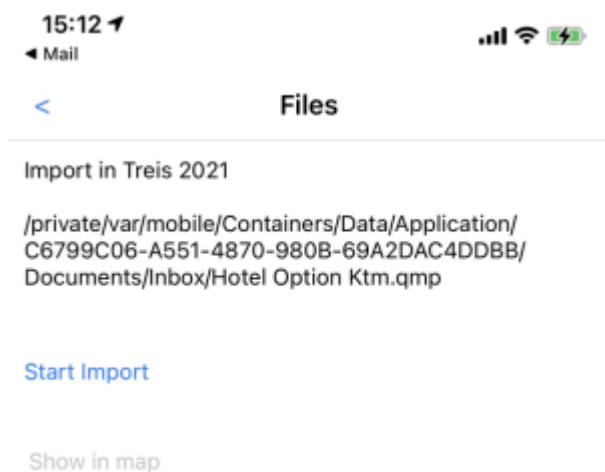 15:12
Mail
< Files
Import in Treis 2021
/private/var/mobile/Containers/Data/Application/
C6799C06-A551-4870-980B-69A2DAC4DDBB/
Documents/Inbox/Hotel Option Ktm.qmp
Start Import
Show in map